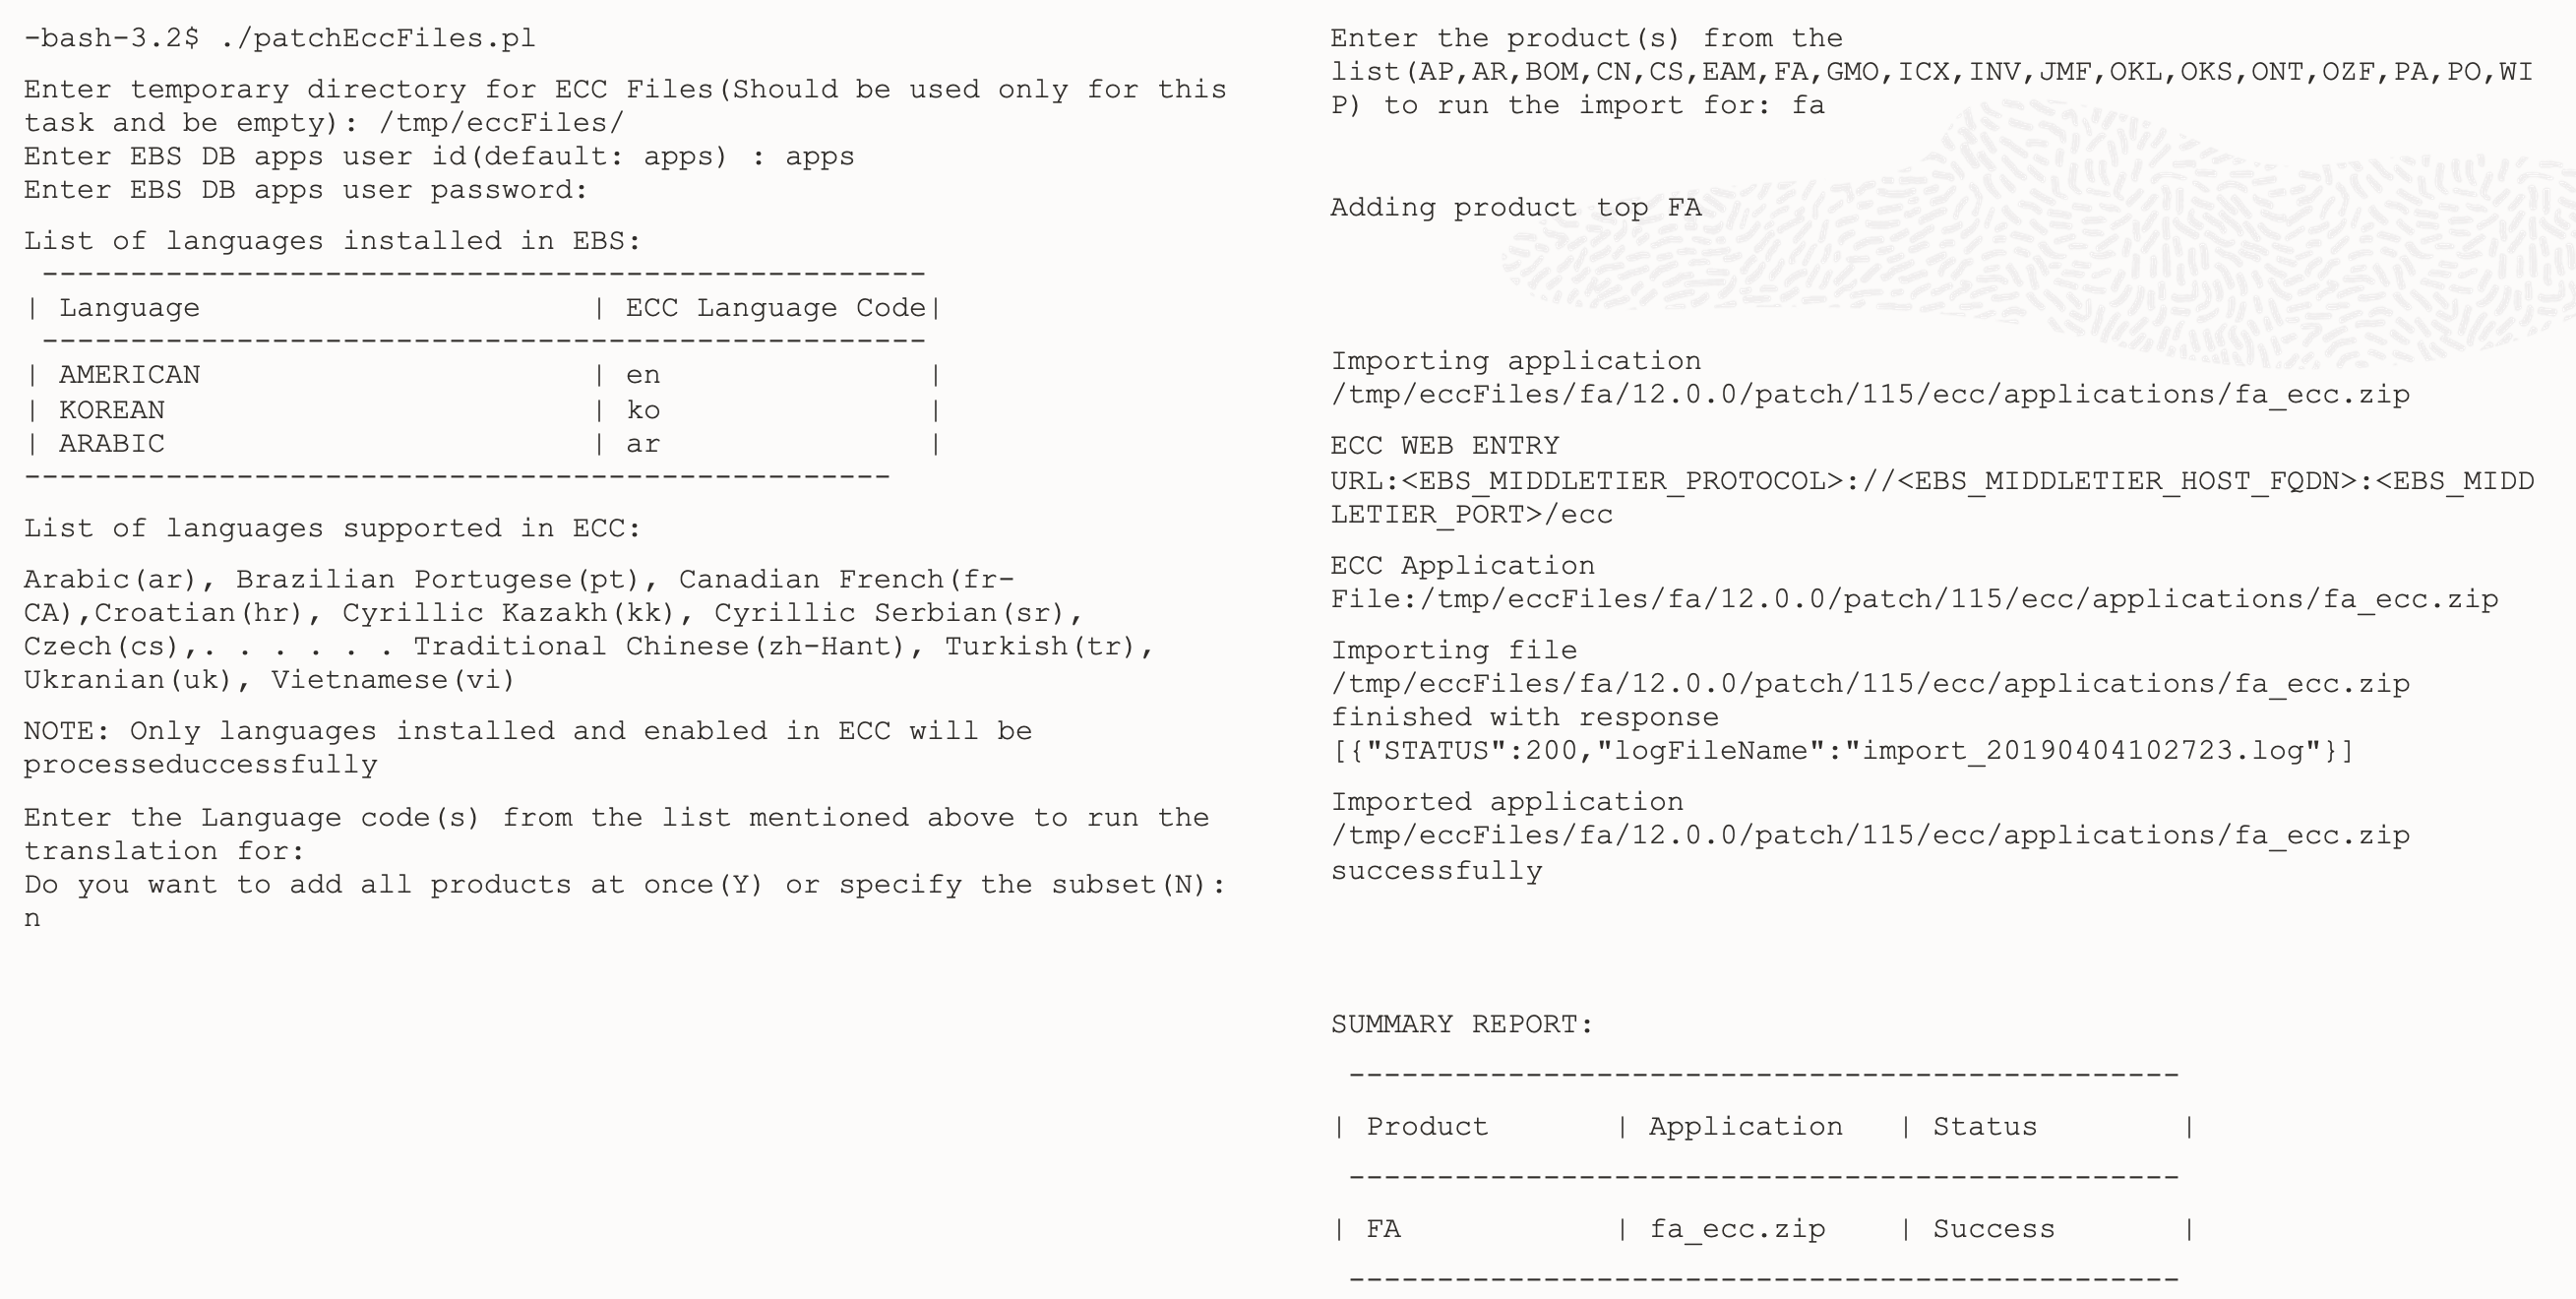 -bash-3.2$ ./patchEccFiles.pl
Enter temporary directory for ECC Files(Should be used only for this
task and be empty): /tmp/eccFiles/
Enter EBS DB apps user id(default: apps) : apps
Enter EBS DB apps user password:
List of languages installed in EBS:
--------------------------------------------------
| Language | ECC Language Code|
--------------------------------------------------
| AMERICAN | en |
| KOREAN | ko |
| ARABIC | ar |
-------------------------------------------------
List of languages supported in ECC:
Arabic(ar), Brazilian Portugese(pt), Canadian French(fr-
CA),Croatian(hr), Cyrillic Kazakh(kk), Cyrillic Serbian(sr),
Czech(cs),. . . . . . Traditional Chinese(zh-Hant), Turkish(tr),
Ukranian(uk), Vietnamese(vi)
NOTE: Only languages installed and enabled in ECC will be
processeduccessfully
Enter the Language code(s) from the list mentioned above to run the
translation for:
Do you want to add all products at once(Y) or specify the subset(N):
n
Enter the product(s) from the
list(AP,AR,BOM,CN,CS,EAM,FA,GMO,ICX,INV,JMF,OKL,OKS,ONT,OZF,PA,PO,WI
P) to run the import for: fa
Adding product top FA
Importing application
/tmp/eccFiles/fa/12.0.0/patch/115/ecc/applications/fa_ecc.zip
ECC WEB ENTRY
URL:<EBS_MIDDLETIER_PROTOCOL>://<EBS_MIDDLETIER_HOST_FQDN>:<EBS_MIDD
LETIER_PORT>/ecc
ECC Application
File:/tmp/eccFiles/fa/12.0.0/patch/115/ecc/applications/fa_ecc.zip
Importing file
/tmp/eccFiles/fa/12.0.0/patch/115/ecc/applications/fa_ecc.zip
finished with response
[{"STATUS":200,"logFileName":"import_20190404102723.log"}]
Imported application
/tmp/eccFiles/fa/12.0.0/patch/115/ecc/applications/fa_ecc.zip
successfully
SUMMARY REPORT:
-----------------------------------------------
| Product | Application | Status |
-----------------------------------------------
| FA | fa_ecc.zip | Success |
-----------------------------------------------